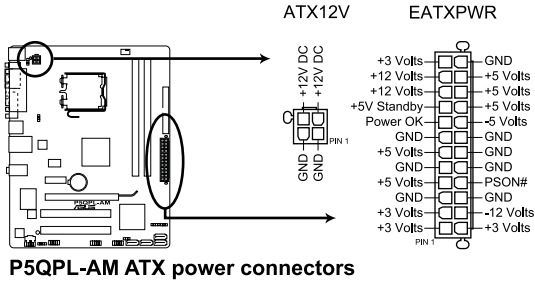 ATX12V
EATXPWR
+12V DC
+12V DC
GND
GND
PIN 1
+3 Volts GND
+12 Volts +5 Volts
+12 Volts +5 Volts
+5V Standby +5 Volts
Power OK -5 Volts
GND GND
+5 Volts GND
GND GND
+5 Volts PSON#
GND GND
+3 Volts -12 Volts
+3 Volts +3 Volts
PIN 1
P5QPL-AM
P5QPL-AM ATX power connectors